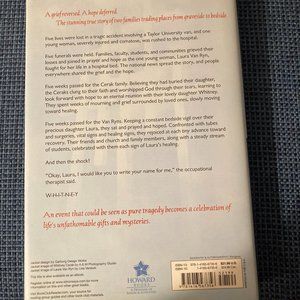 A grief reversed. A hope deferred.
The stunning true story of two families trading places from graveside to bedside
Five lives were lost in a tragic accident involving a Taylor University van, and one
young woman, severely injured and comatose, was rushed to the hospital.
Five funerals were held. Families, faculty, students, and communities grieved their
losses and joined in prayer and hope as the one young woman, Laura Van Ryn,
fought for her life in a hospital bed. The national news spread the story, and people
everywhere shared the grief and the hope.
Five weeks passed for the Cerak family. Believing they had buried their daughter,
the Ceraks clung to their faith and worshipped God through their tears, learning to
look forward with hope to an eternal reunion with their lovely daughter Whitney.
They spent weeks of mourning and grief surrounded by loved ones, slowly moving
toward healing.
Five weeks passed for the Van Ryns. Keeping a constant bedside vigil over their
precious daughter Laura, they sat and prayed and hoped. Confronted with tubes
and surgeries, vital signs and healing signs, they rejoiced at each tiny advance toward
recovery. Their friends and church and family members, along with a steady stream
of students, celebrated with them each sign of Laura's healing.
And then the shock!
"Okay, Laura, I would like you to write your name for me," the occupational
therapist said.
W-H-I-T-N-E-Y
An event that could be seen as pure tragedy becomes a celebration of
life's unfathomable gifts and mysteries.
HOWARD